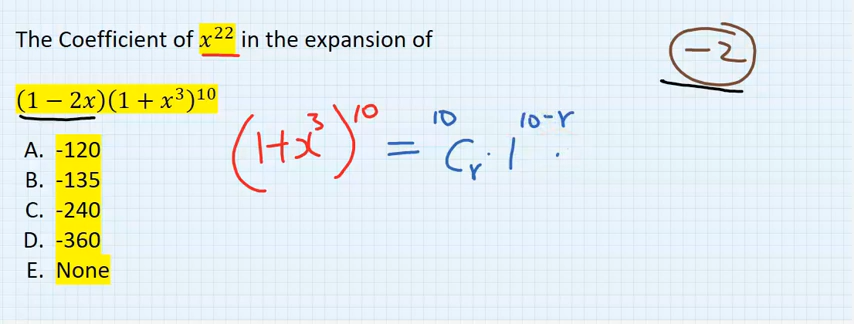 The Coefficient of x²² in the expansion of
(1 − 2x)(1 + x³)¹⁰
A. -120
B. -135
C. -240
D. -360
E. None
(1+x³)¹⁰ = ¹⁰Cᵣ · 1¹⁰⁻ʳ ·
-2